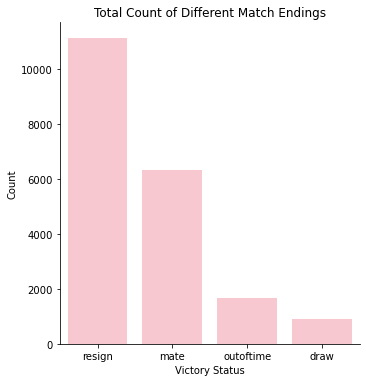 Total Count of Different Match Endings
Count
10000
8000
6000
4000
2000
0
resign mate outoftime draw
Victory Status